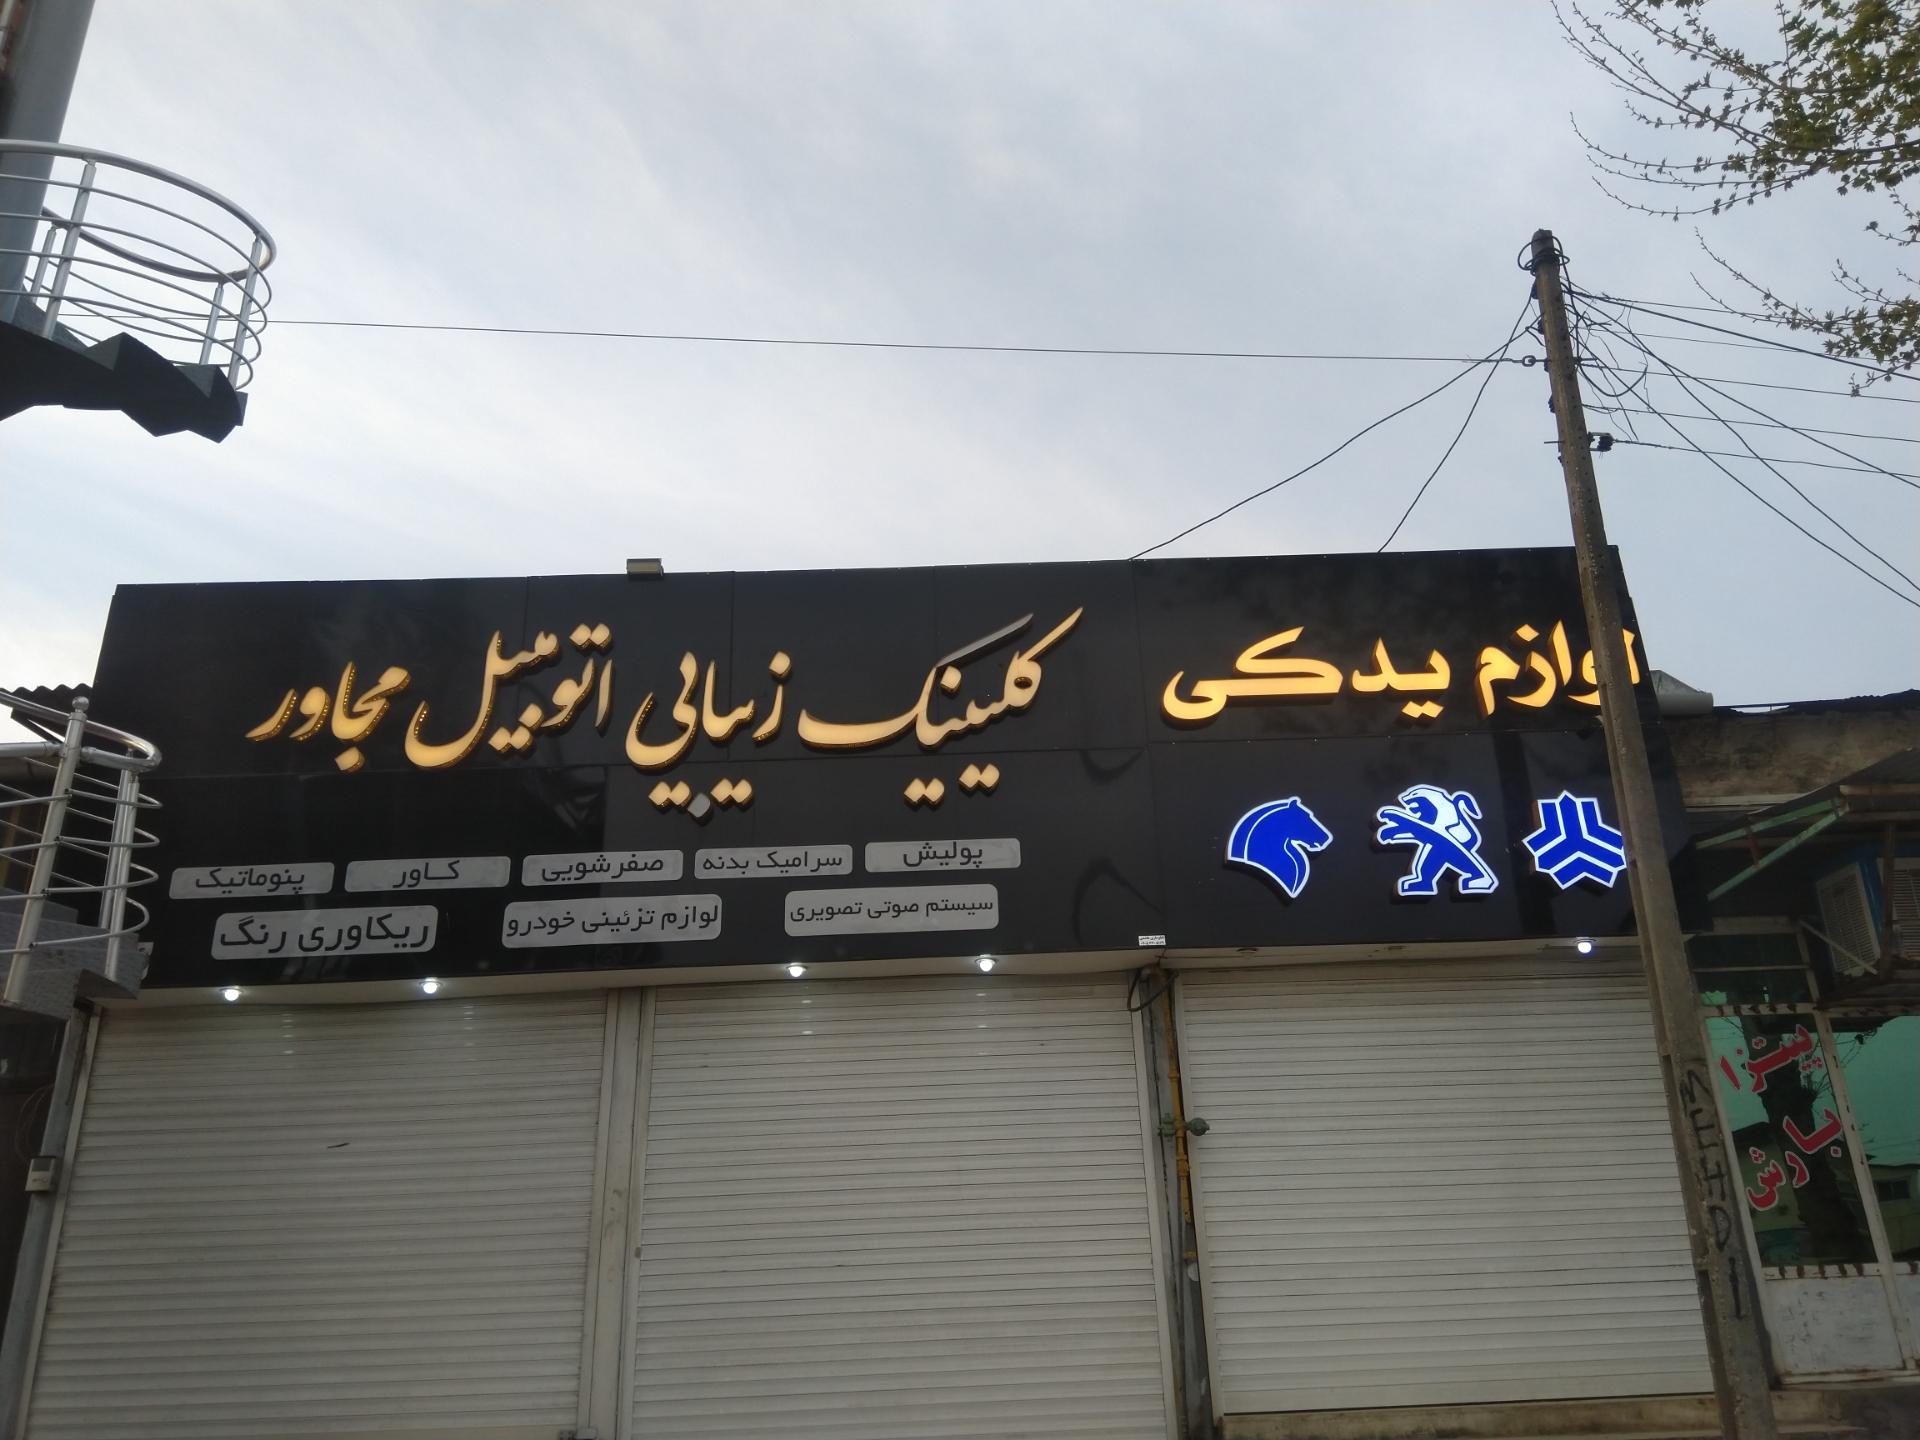 لوازم یدکی
کلینیک زیبایی اتومبیل مجاور
پولیش
سرامیک بدنه
صفرشویی
کاور
پنوماتیک
سیستم صوتی تصویری
لوازم تزئینی خودرو
ریکاوری رنگ
پیتزا
بارش